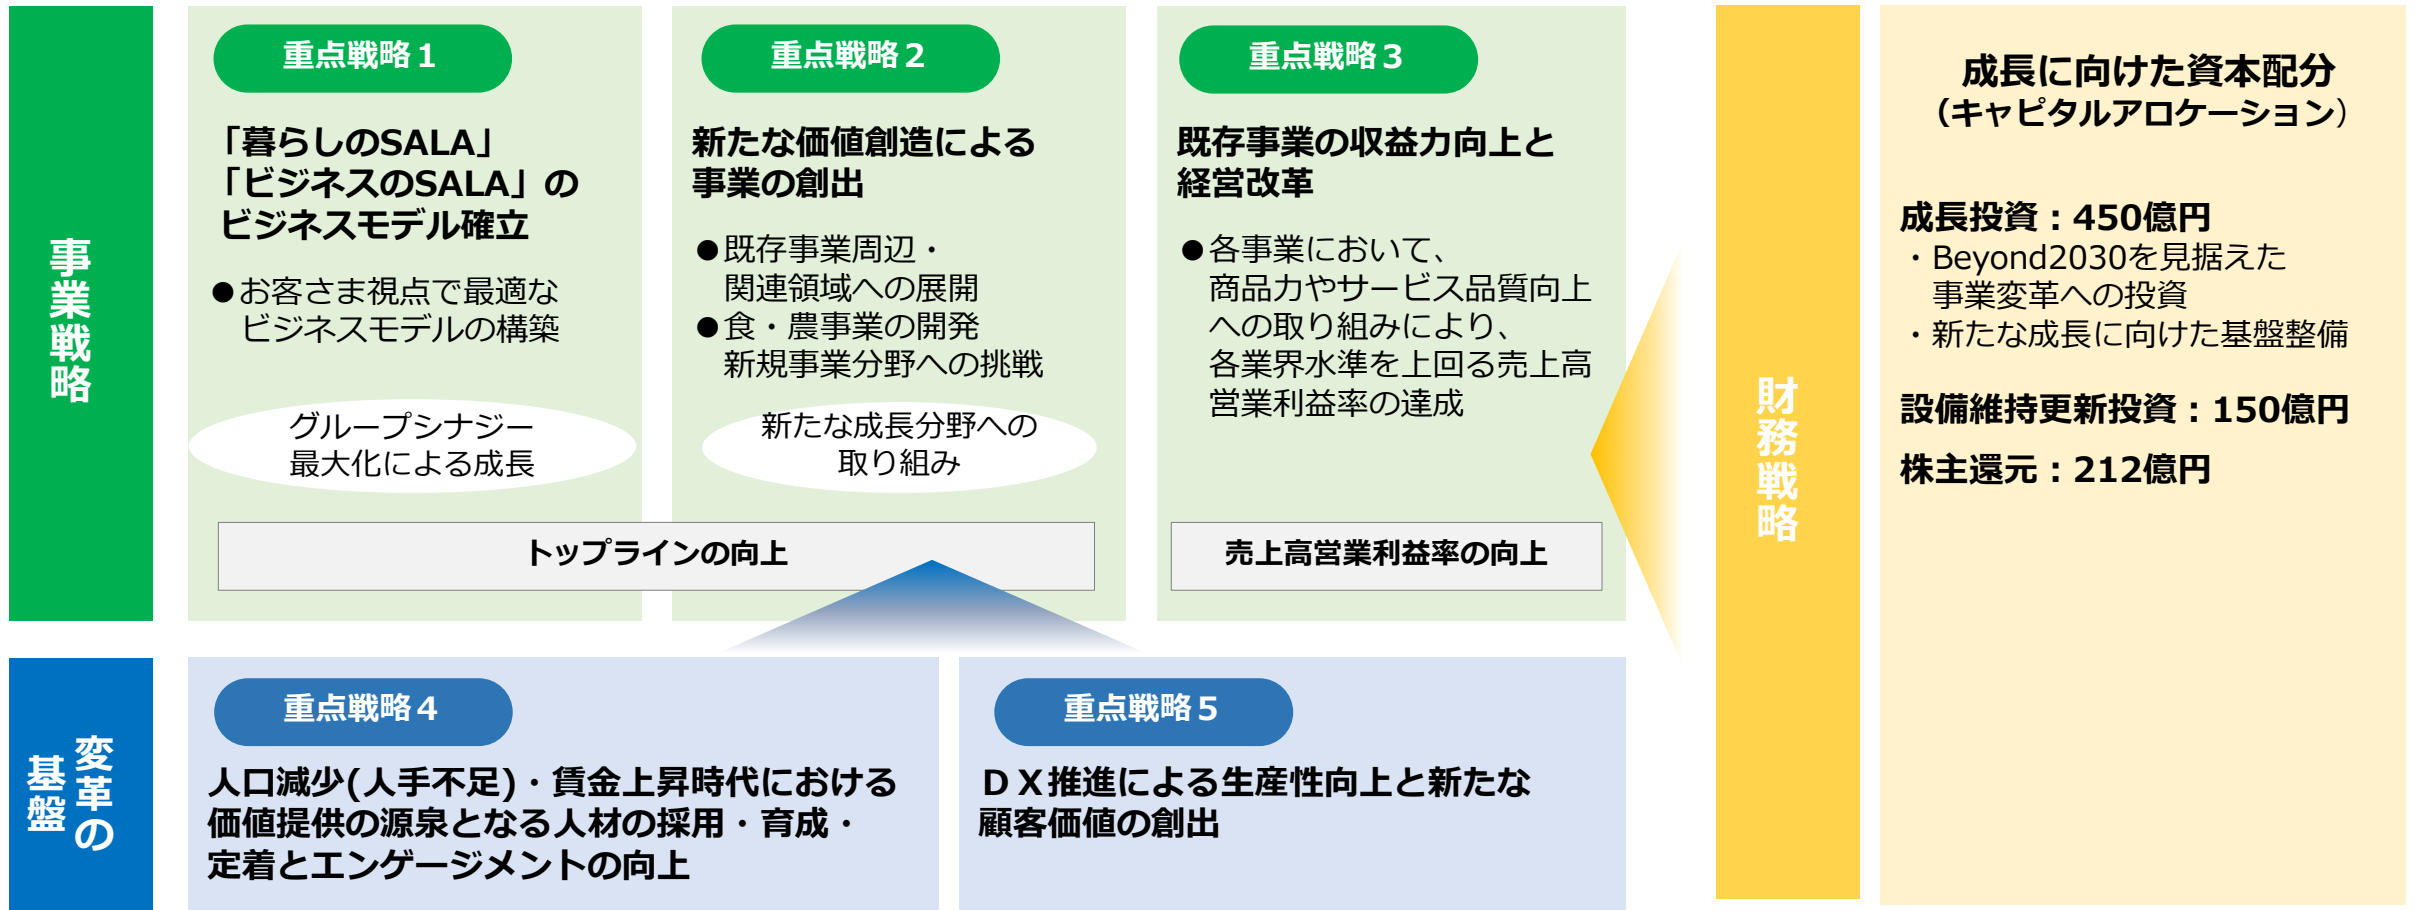 事業戦略
重点戦略1
「暮らしのSALA」
「ビジネスのSALA」の
ビジネスモデル確立
●お客さま視点で最適な
ビジネスモデルの構築
グループシナジー
最大化による成長
重点戦略2
新たな価値創造による
事業の創出
●既存事業周辺・
関連領域への展開
●食・農事業の開発
新規事業分野への挑戦
新たな成長分野への
取り組み
トップラインの向上
重点戦略3
既存事業の収益力向上と
経営改革
●各事業において、
商品力やサービス品質向上
への取り組みにより、
各業界水準を上回る売上高
営業利益率の達成
売上高営業利益率の向上
変革の
基盤
重点戦略4
人口減少(人手不足)・賃金上昇時代における
価値提供の源泉となる人材の採用・育成・
定着とエンゲージメントの向上
重点戦略5
ＤＸ推進による生産性向上と新たな
顧客価値の創出
財務戦略
成長に向けた資本配分
（キャピタルアロケーション）
成長投資：450億円
・Beyond2030を見据えた
事業変革への投資
・新たな成長に向けた基盤整備
設備維持更新投資：150億円
株主還元：212億円